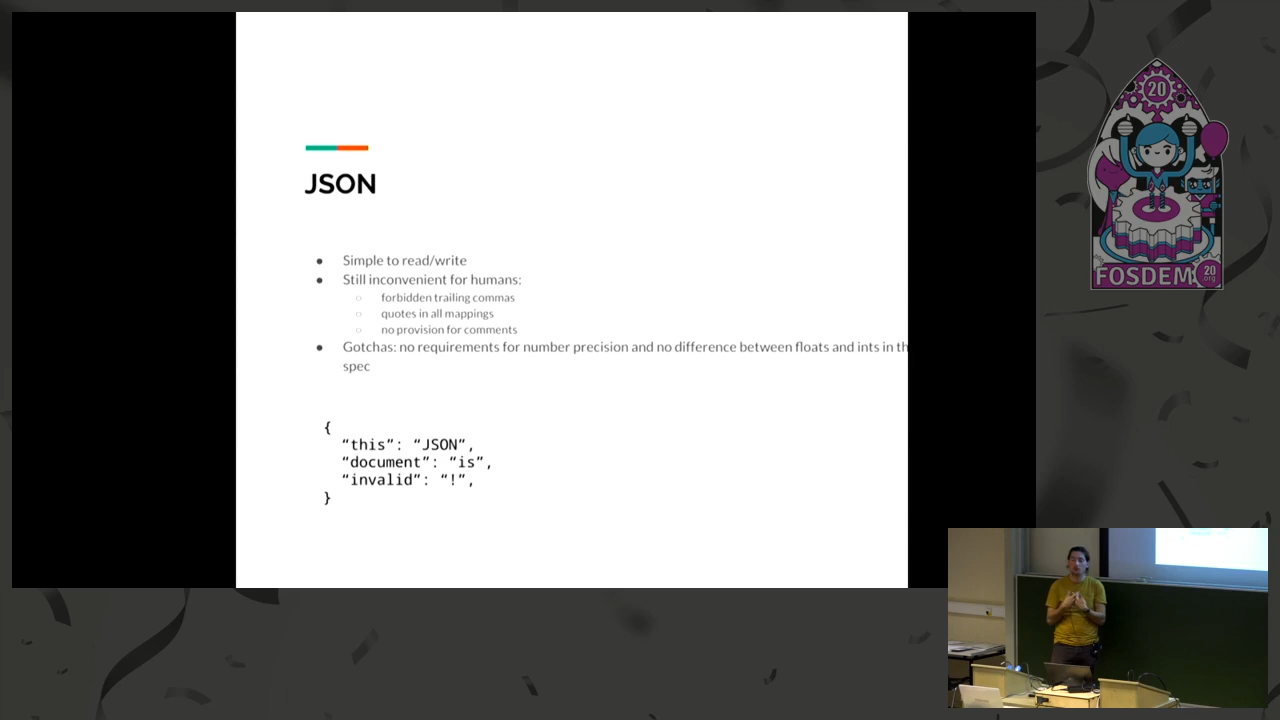 JSON
● Simple to read/write
● Still inconvenient for humans:
○ forbidden trailing commas
○ quotes in all mappings
○ no provision for comments
● Gotchas: no requirements for number precision and no difference between floats and ints in th
spec
{
“this”: “JSON”,
“document”: “is”,
“invalid”: “!”,
}
20
FOSDEM
20
.org